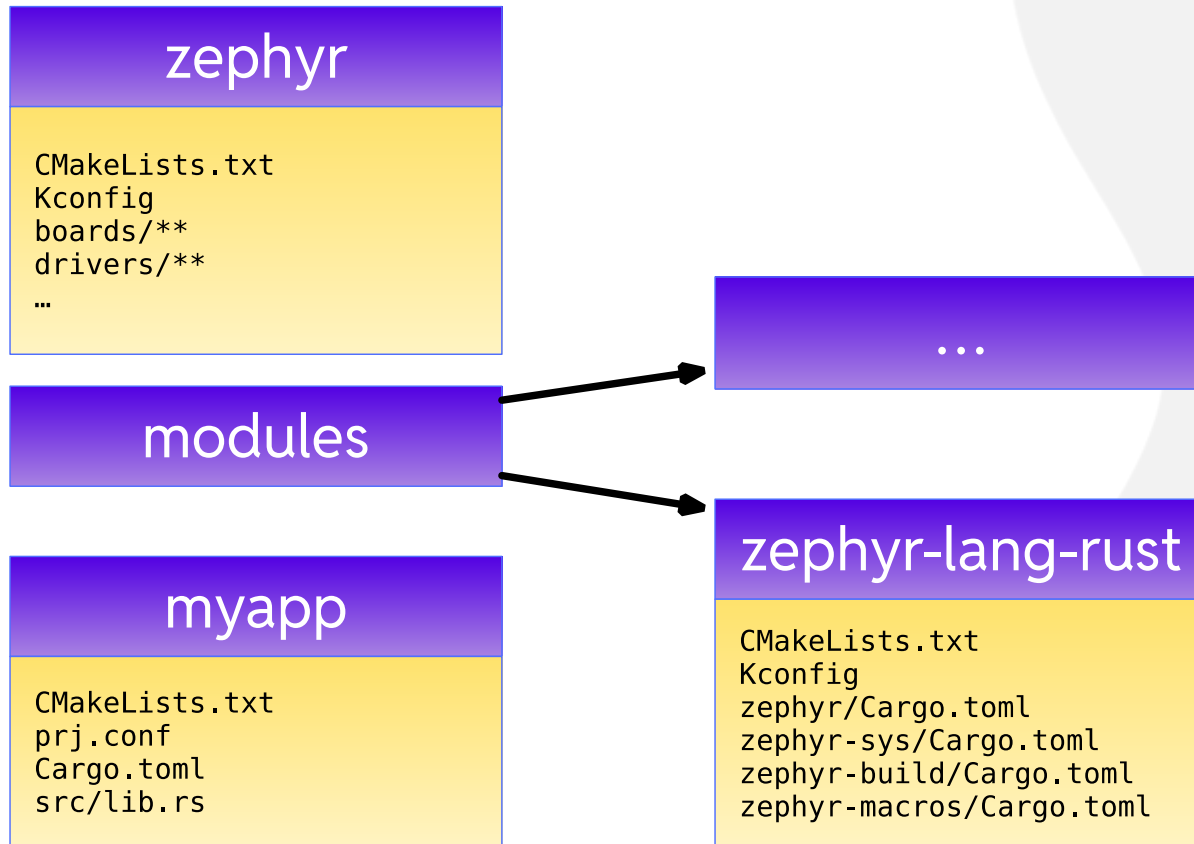 zephyr
CMakeLists.txt
Kconfig
boards/**
drivers/**
…
modules
myapp
CMakeLists.txt
prj.conf
Cargo.toml
src/lib.rs
...
zephyr-lang-rust
CMakeLists.txt
Kconfig
zephyr/Cargo.toml
zephyr-sys/Cargo.toml
zephyr-build/Cargo.toml
zephyr-macros/Cargo.toml